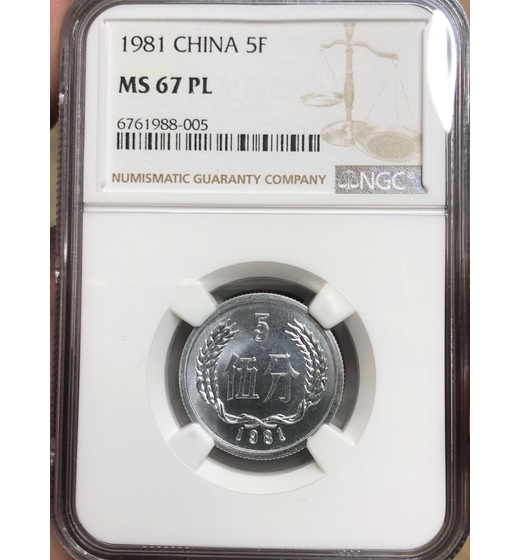 1981 CHINA 5F
MS 67 PL
6761988-005
NUMISMATIC GUARANTY COMPANY
NGC
5
伍分
1981